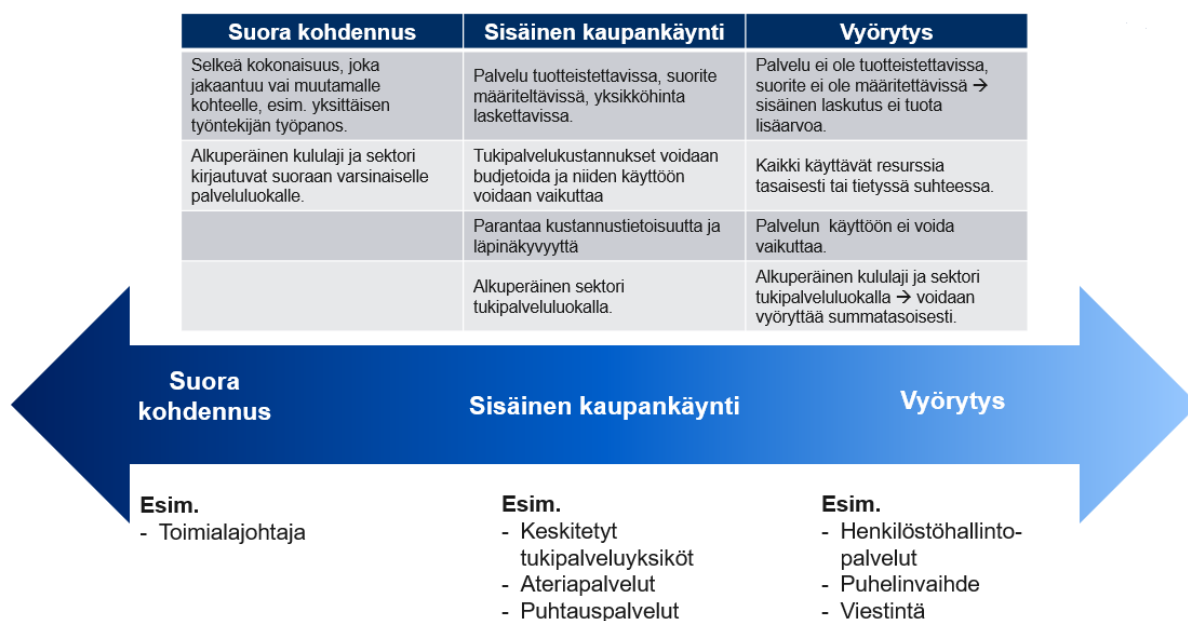 Suora kohdennus
Sisäinen kaupankäynti
Vyörytys
Selkeä kokonaisuus, joka
jakaantuu vai muutamalle
kohteelle, esim. yksittäisen
työntekijän työpanos.
Palvelu tuotteistettavissa, suorite
määriteltävissä, yksikköhinta
laskettavissa.
Palvelu ei ole tuotteistettavissa,
suorite ei ole määritettävissä →
sisäinen laskutus ei tuota
lisäarvoa.
Alkuperäinen kululaji ja sektori
kirjautuvat suoraan varsinaiselle
palveluluokalle.
Tukipalvelukustannukset voidaan
budjetoida ja niiden käyttöön
voidaan vaikuttaa
Kaikki käyttävät resurssia
tasaisesti tai tietyssä suhteessa.
Parantaa kustannustietoisuutta ja
läpinäkyvyyttä
Palvelun käyttöön ei voida
vaikuttaa.
Alkuperäinen sektori
tukipalveluluokalla.
Alkuperäinen kululaji ja sektori
tukipalveluluokalla → voidaan
vyöryttää summatasoisesti.
Suora
kohdennus
Sisäinen kaupankäynti
Vyörytys
Esim.
- Toimialajohtaja
Esim.
- Keskitetyt
tukipalveluyksiköt
- Ateriapalvelut
- Puhtauspalvelut
Esim.
- Henkilöstöhallinto-
palvelut
- Puhelinvaihde
- Viestintä